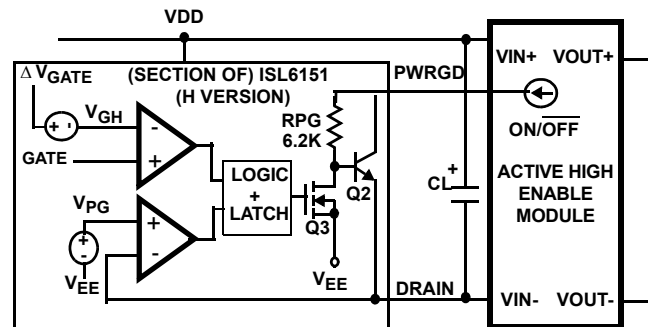 VDD
(SECTION OF) ISL6151
(H VERSION)
Δ VGATE
+ -
VGH
GATE
-
+
VPG
+
-
VEE
+
-
LOGIC
+
LATCH
RPG
6.2K
Q2
Q3
VEE
PWRGD
DRAIN
CL
+
VIN+
VOUT+
ON/OFF
ACTIVE HIGH
ENABLE
MODULE
VIN-
VOUT-